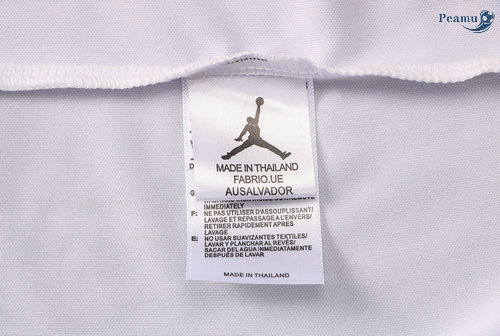 Peamu
MADE IN THAILAND
FABRIO.UE
AUSALVADOR
IMMEDIATELY
F: NE PAS UTILISER D'ASSOUPLISSANT/
LAVAGE ET REPASSAGE A L'ENVERS/
RETIRER RAPIDEMENT APRES
LAVAGE
E: NO USAR SUAVIZANTES TEXTILES/
LAVAR Y PLANCHAR AL REVÉS/
SACAR DEL AGUA INMEDIATAMENTE
DESPUÉS DE LAVAR
MADE IN THAILAND